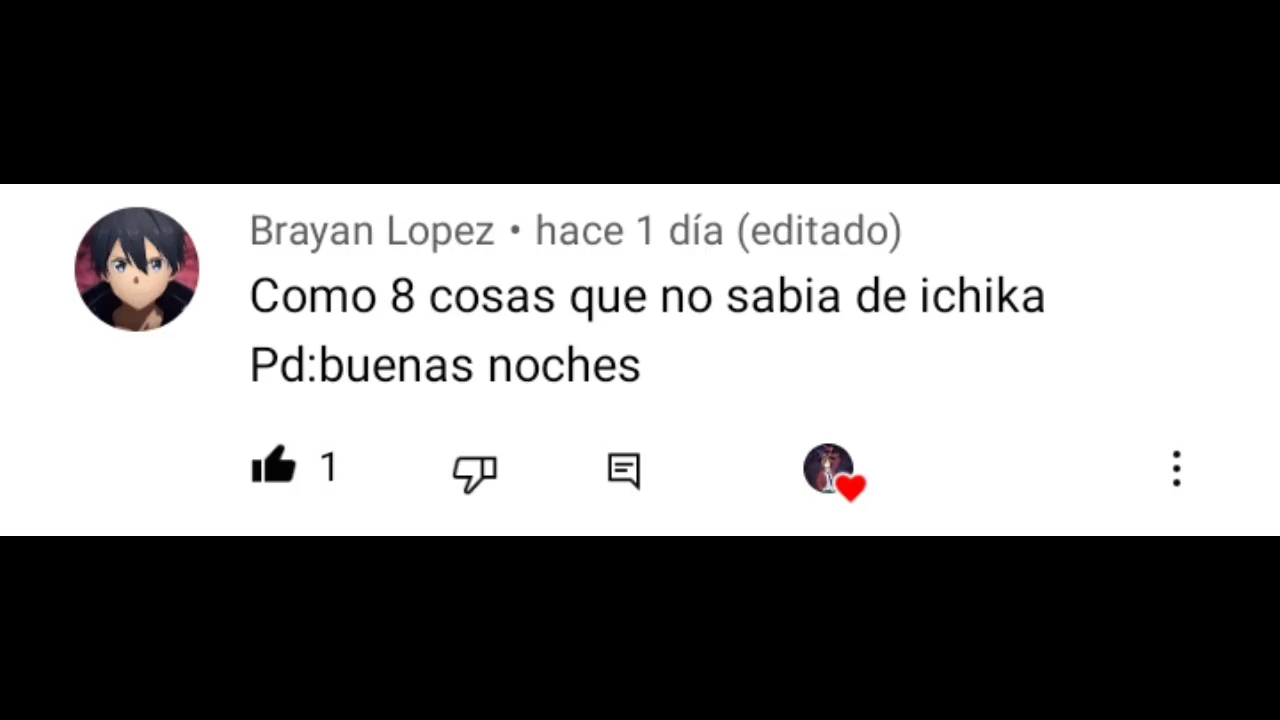 Brayan Lopez • hace 1 día (editado)
Como 8 cosas que no sabia de ichika
Pd:buenas noches
1